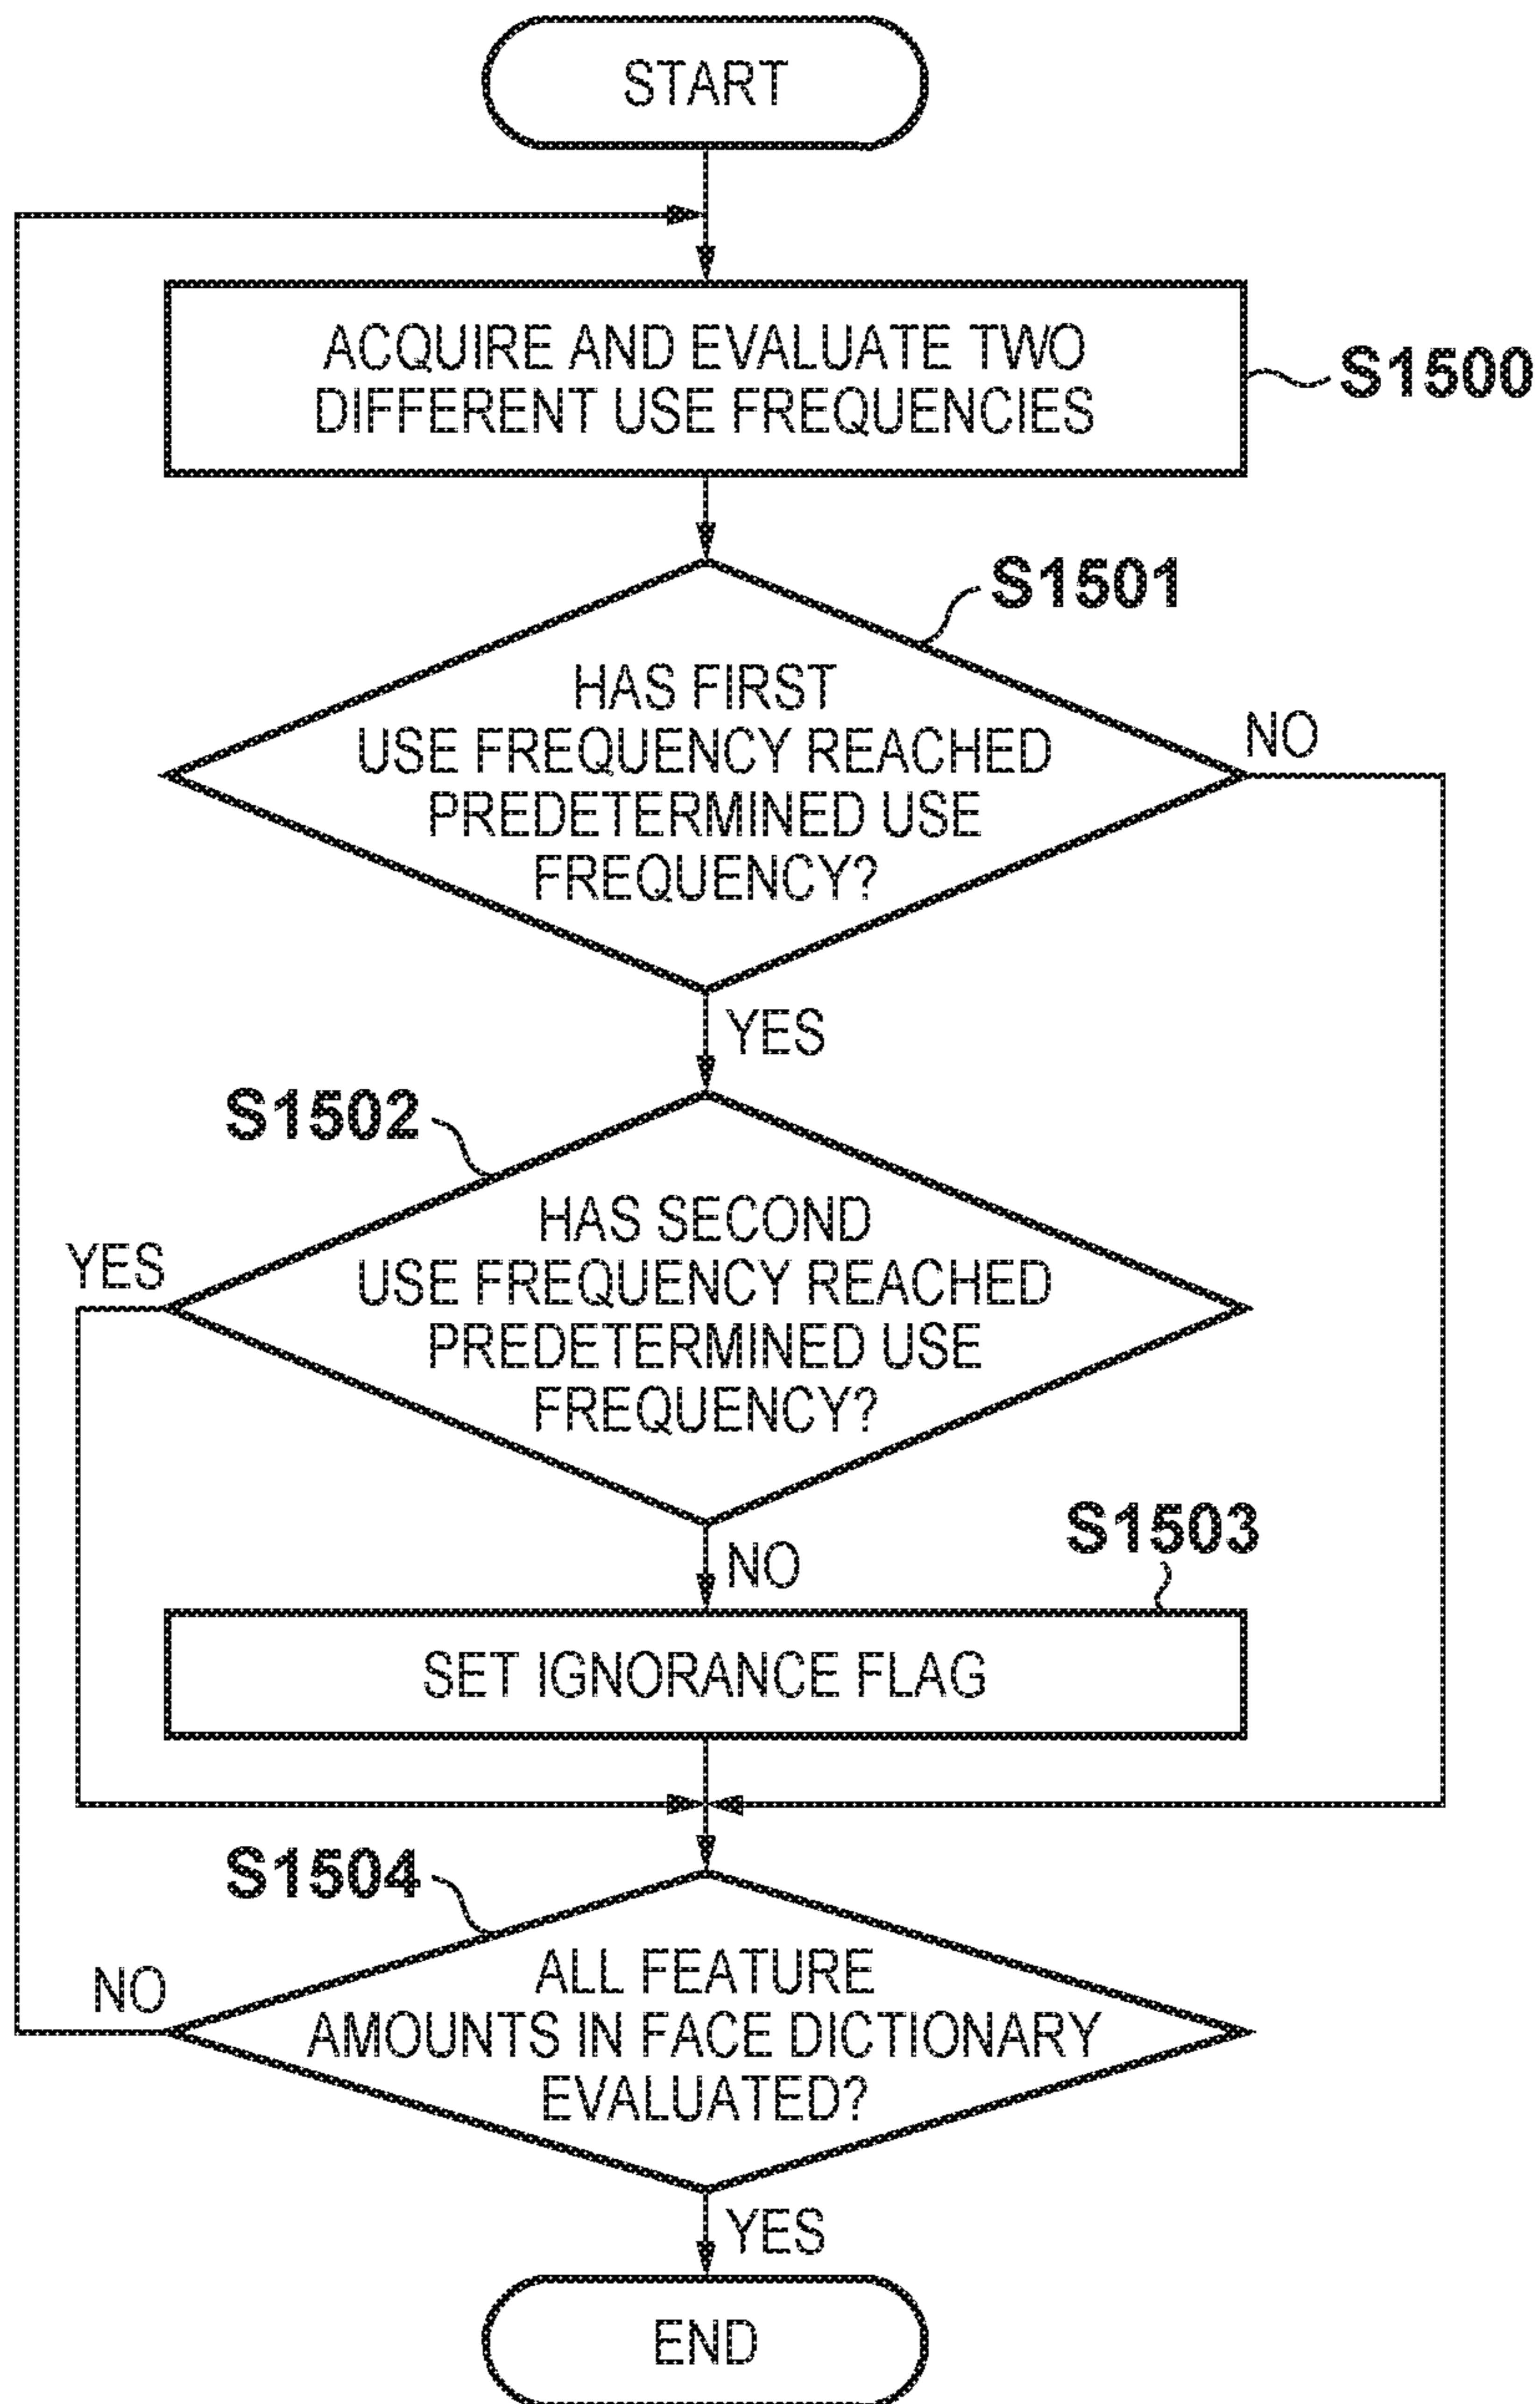 START
ACQUIRE AND EVALUATE TWO
DIFFERENT USE FREQUENCIES
S1500
S1501
HAS FIRST
USE FREQUENCY REACHED
PREDETERMINED USE
FREQUENCY?
NO
YES
S1502
HAS SECOND
USE FREQUENCY REACHED
PREDETERMINED USE
FREQUENCY?
YES
NO
S1503
SET IGNORANCE FLAG
S1504
ALL FEATURE
AMOUNTS IN FACE DICTIONARY
EVALUATED?
NO
YES
END